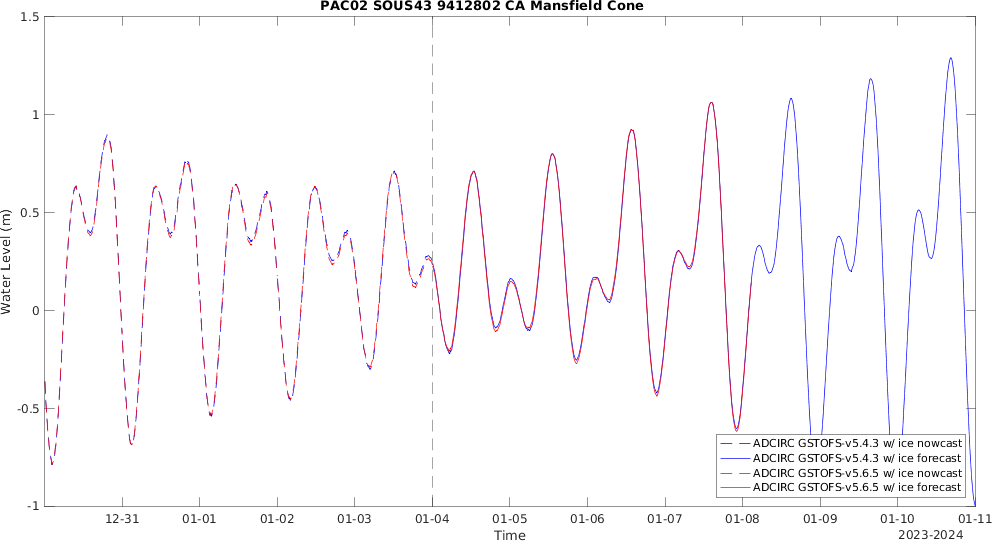 PAC02 SOUS43 9412802 CA Mansfield Cone
1.5
1
0.5
0
-0.5
-1
Water Level (m)
12-31
01-01
01-02
01-03
01-04
01-05
01-06
01-07
01-08
01-09
01-10
01-11
Time
2023-2024
ADCIRC GSTOFS-v5.4.3 w/ ice nowcast
ADCIRC GSTOFS-v5.4.3 w/ ice forecast
ADCIRC GSTOFS-v5.6.5 w/ ice nowcast
ADCIRC GSTOFS-v5.6.5 w/ ice forecast